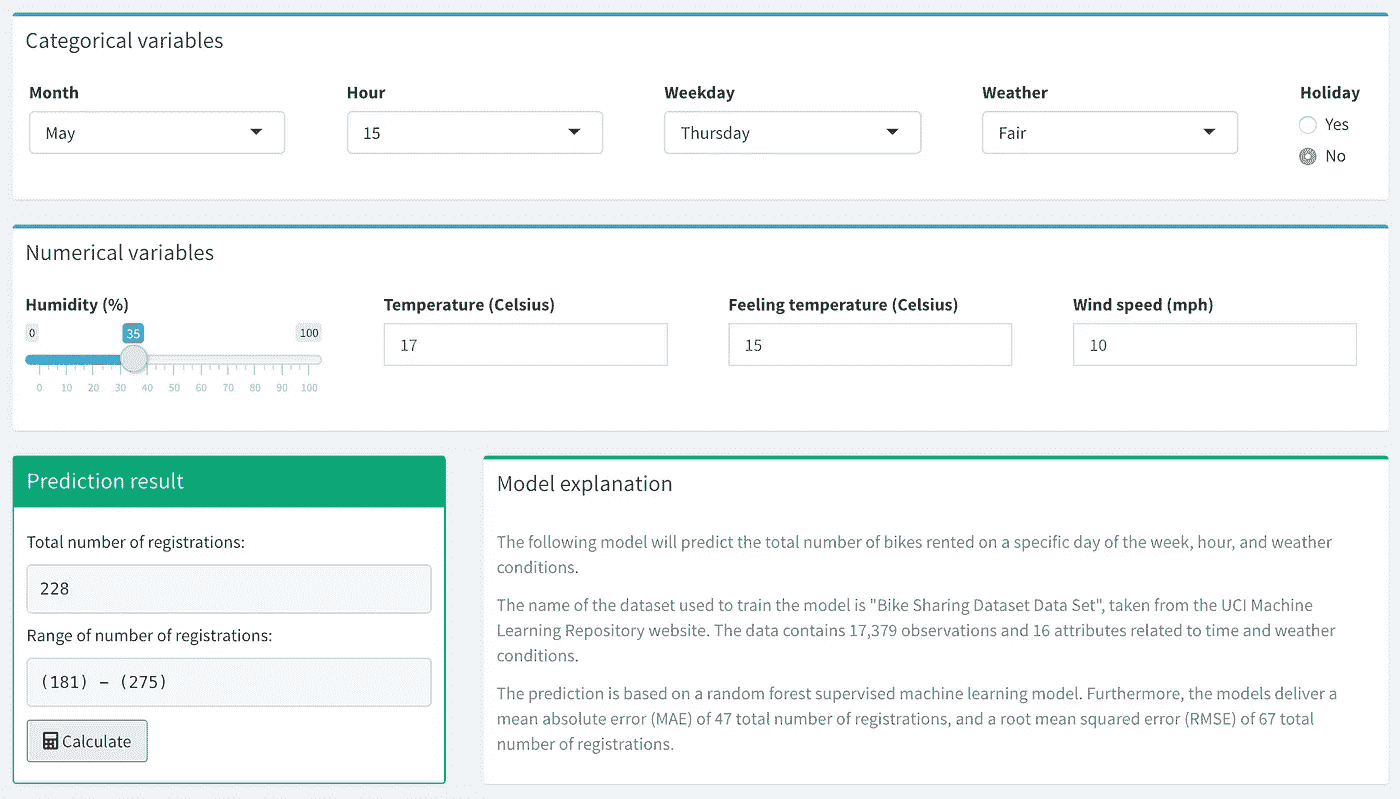 Categorical variables
Month Hour Weekday Weather Holiday
May 15 Thursday Fair Yes
No
Numerical variables
Humidity (%) Temperature (Celsius) Feeling temperature (Celsius) Wind speed (mph)
0 35 100
17 15 10
0 10 20 30 40 50 60 70 80 90 100
Prediction result
Total number of registrations:
228
Range of number of registrations:
(181) – (275)
Calculate
Model explanation
The following model will predict the total number of bikes rented on a specific day of the week, hour, and weather
conditions.
The name of the dataset used to train the model is "Bike Sharing Dataset Data Set", taken from the UCI Machine
Learning Repository website. The data contains 17,379 observations and 16 attributes related to time and weather
conditions.
The prediction is based on a random forest supervised machine learning model. Furthermore, the models deliver a
mean absolute error (MAE) of 47 total number of registrations, and a root mean squared error (RMSE) of 67 total
number of registrations.